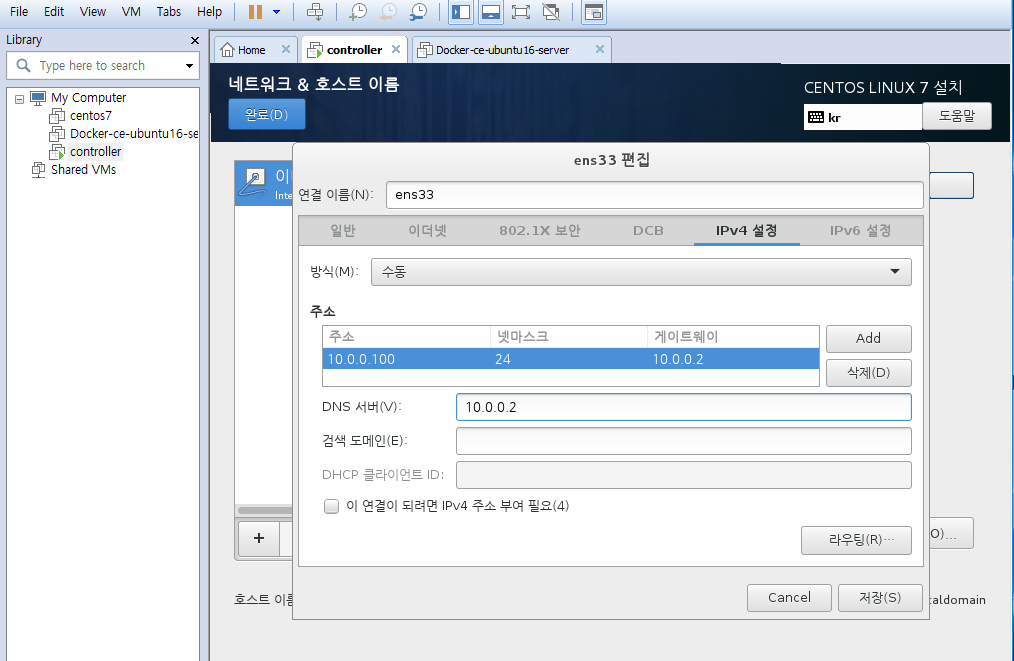 File Edit View VM Tabs Help
Library
Type here to search
My Computer
centos7
Docker-ce-ubuntu16-se
controller
Shared VMs
Home
controller
Docker-ce-ubuntu16-server
네트워크 & 호스트 이름
완료(D)
CENTOS LINUX 7 설치
kr
도움말
이
Inte
ens33 편집
연결 이름(N): ens33
일반 이더넷 802.1X 보안 DCB IPv4 설정 IPv6 설정
방식(M): 수동
주소
주소 넷마스크 게이트웨이
10.0.0.100 24 10.0.0.2
Add
삭제(D)
DNS 서버(V): 10.0.0.2
검색 도메인(E):
DHCP 클라이언트 ID:
이 연결이 되려면 IPv4 주소 부여 필요(4)
+
라우팅(R)…
O)...
Cancel 저장(S)
호스트 이름
caldomain